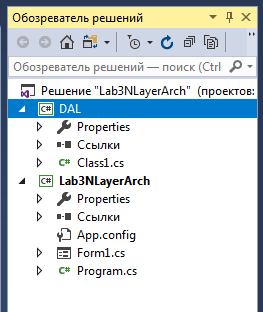 Обозреватель решений
Обозреватель решений — поиск (Ctrl
Решение "Lab3NLayerArch" (проектов:
C# DAL
Properties
Ссылки
C# Class1.cs
C# Lab3NLayerArch
Properties
Ссылки
App.config
Form1.cs
C# Program.cs